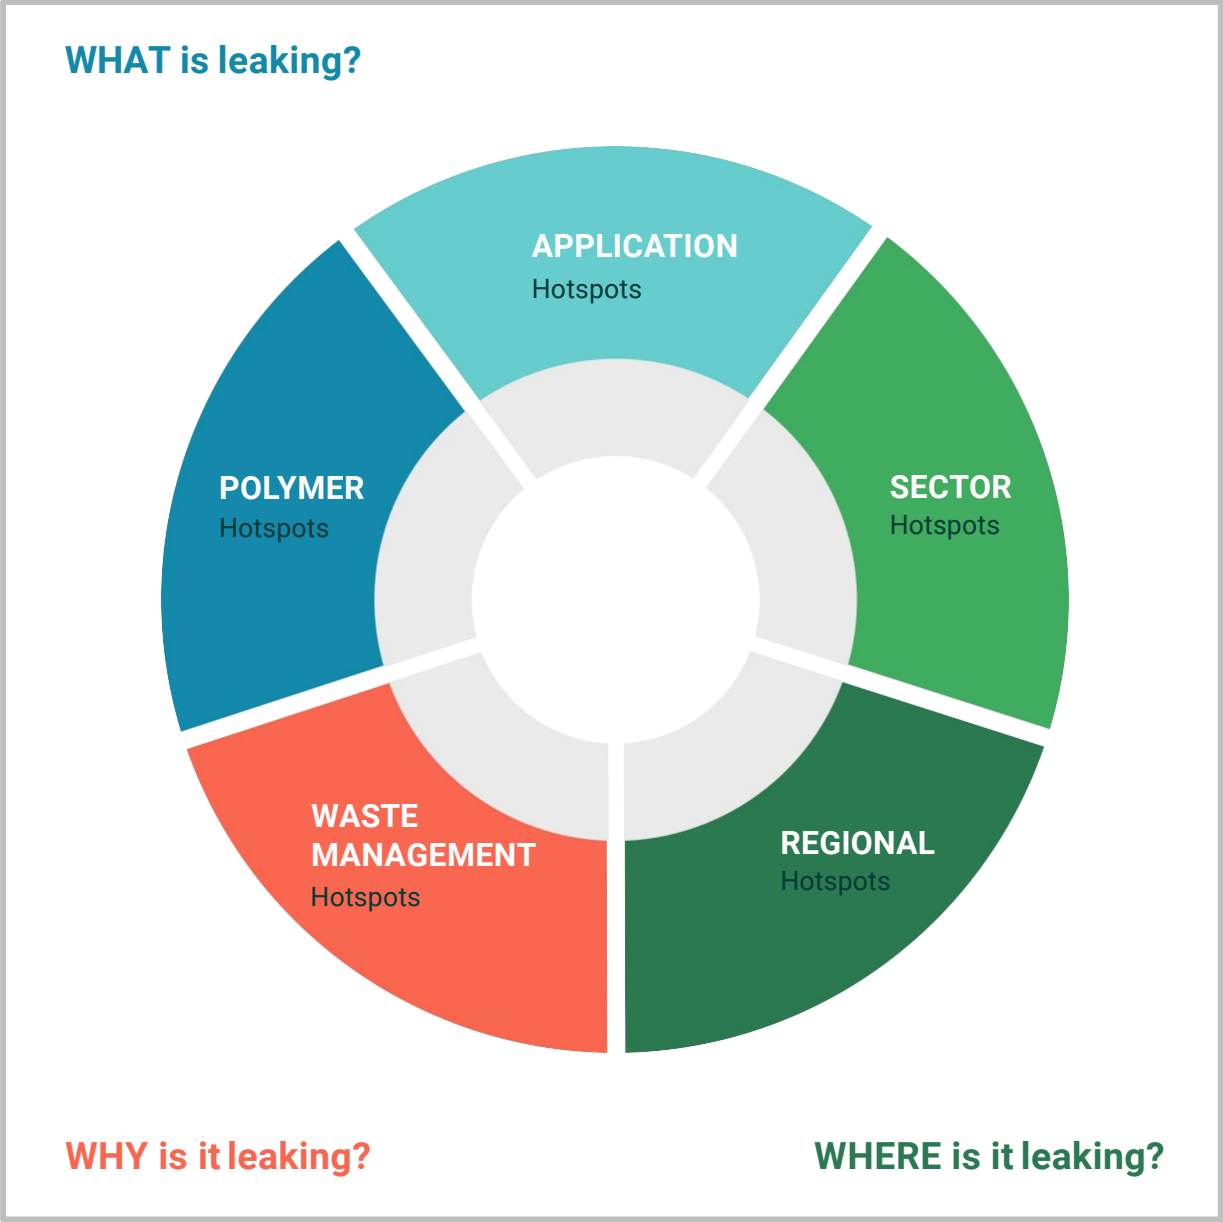 WHAT is leaking?
APPLICATION
Hotspots
POLYMER
Hotspots
SECTOR
Hotspots
WASTE
MANAGEMENT
Hotspots
REGIONAL
Hotspots
WHY is it leaking?
WHERE is it leaking?